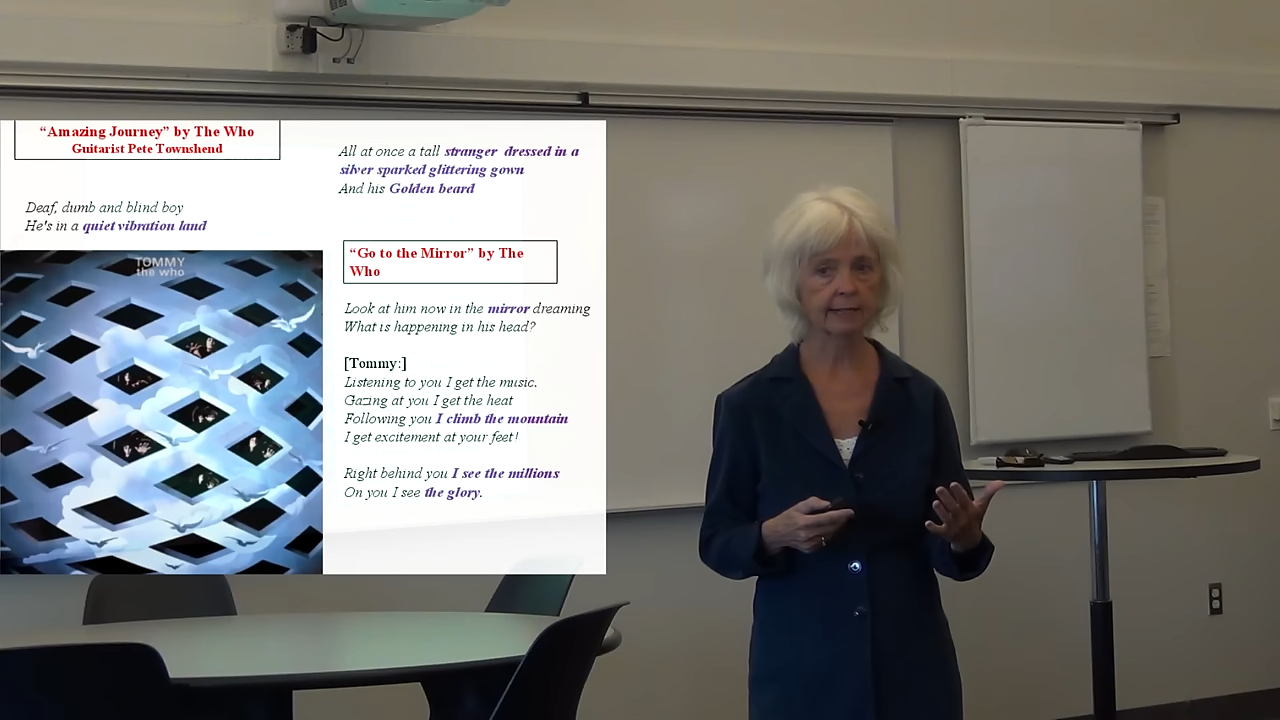 “Amazing Journey” by The Who
Guitarist Pete Townshend
Deaf, dumb and blind boy
He's in a quiet vibration land
TOMMY
the who
All at once a tall stranger dressed in a
silver sparked glittering gown
And his Golden beard
“Go to the Mirror” by The
Who
Look at him now in the mirror dreaming
What is happening in his head?
[Tommy:]
Listening to you I get the music.
Gazing at you I get the heat
Following you I climb the mountain
I get excitement at your feet!
Right behind you I see the millions
On you I see the glory.